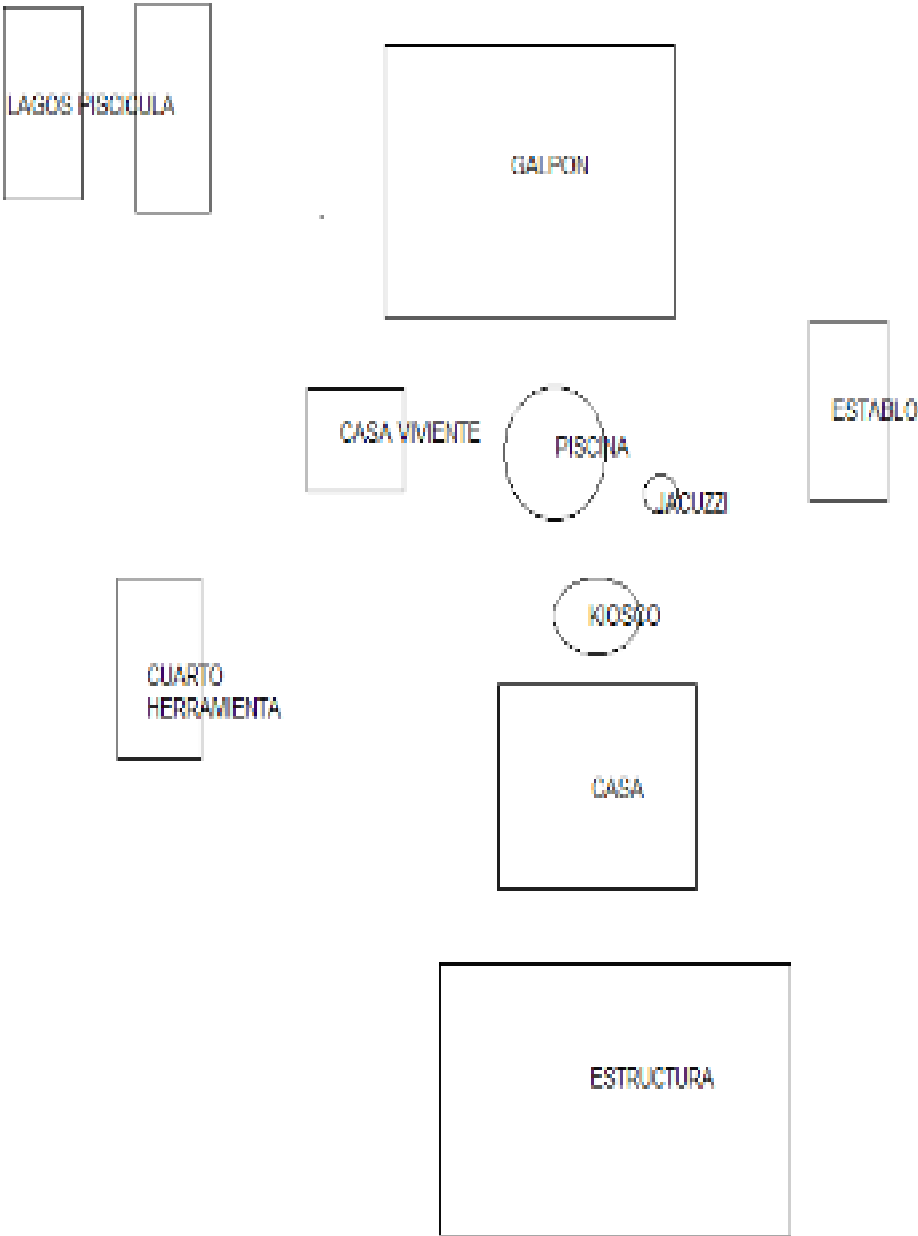 LAGOS PISCICULA
GALPON
ESTABLO
CASA VIVIENTE
PISCINA
JACUZZI
KIOSCO
CUARTO
HERRAMIENTA
CASA
ESTRUCTURA